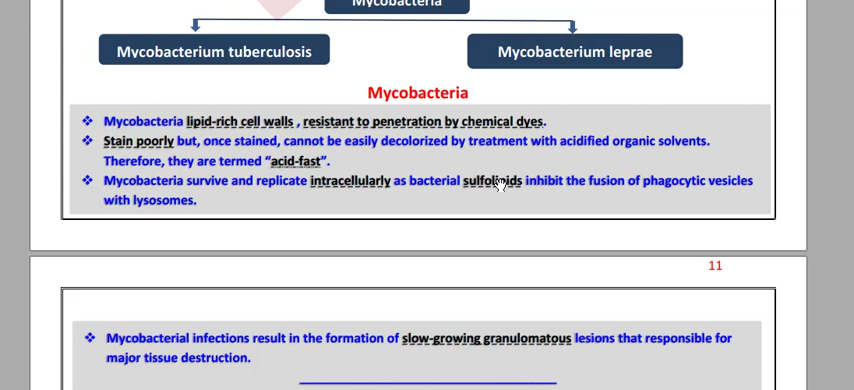 Mycobacteria
Mycobacterium tuberculosis
Mycobacterium leprae
Mycobacteria
❖ Mycobacteria lipid-rich cell walls , resistant to penetration by chemical dyes.
❖ Stain poorly but, once stained, cannot be easily decolorized by treatment with acidified organic solvents.
Therefore, they are termed “acid-fast”.
❖ Mycobacteria survive and replicate intracellularly as bacterial sulfolipids inhibit the fusion of phagocytic vesicles
with lysosomes.
11
❖ Mycobacterial infections result in the formation of slow-growing granulomatous lesions that responsible for
major tissue destruction.